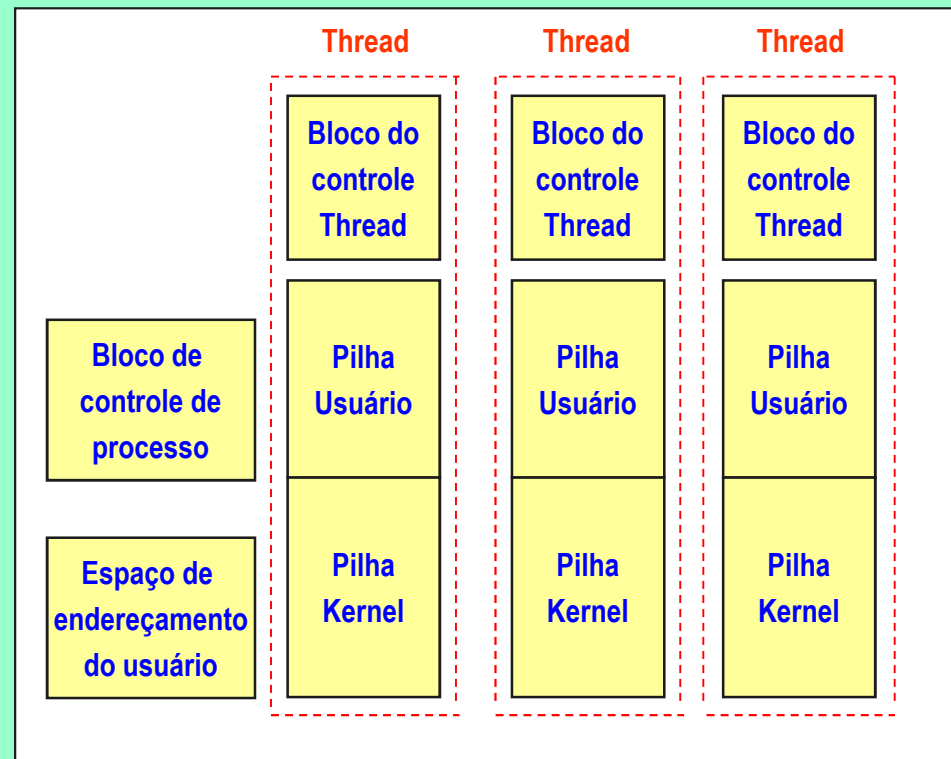 Thread
Thread
Thread
Bloco do
controle
Thread
Bloco do
controle
Thread
Bloco do
controle
Thread
Bloco de
controle de
processo
Pilha
Usuário
Pilha
Usuário
Pilha
Usuário
Espaço de
endereçamento
do usuário
Pilha
Kernel
Pilha
Kernel
Pilha
Kernel